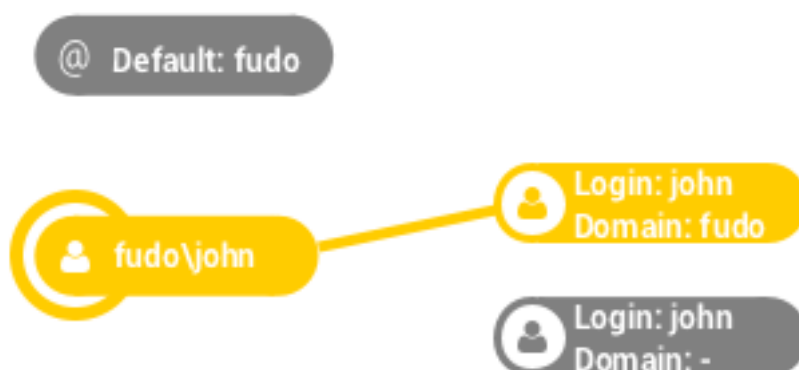 @ Default: fudo
Login: john
Domain: fudo
fudo\john
Login: john
Domain: -